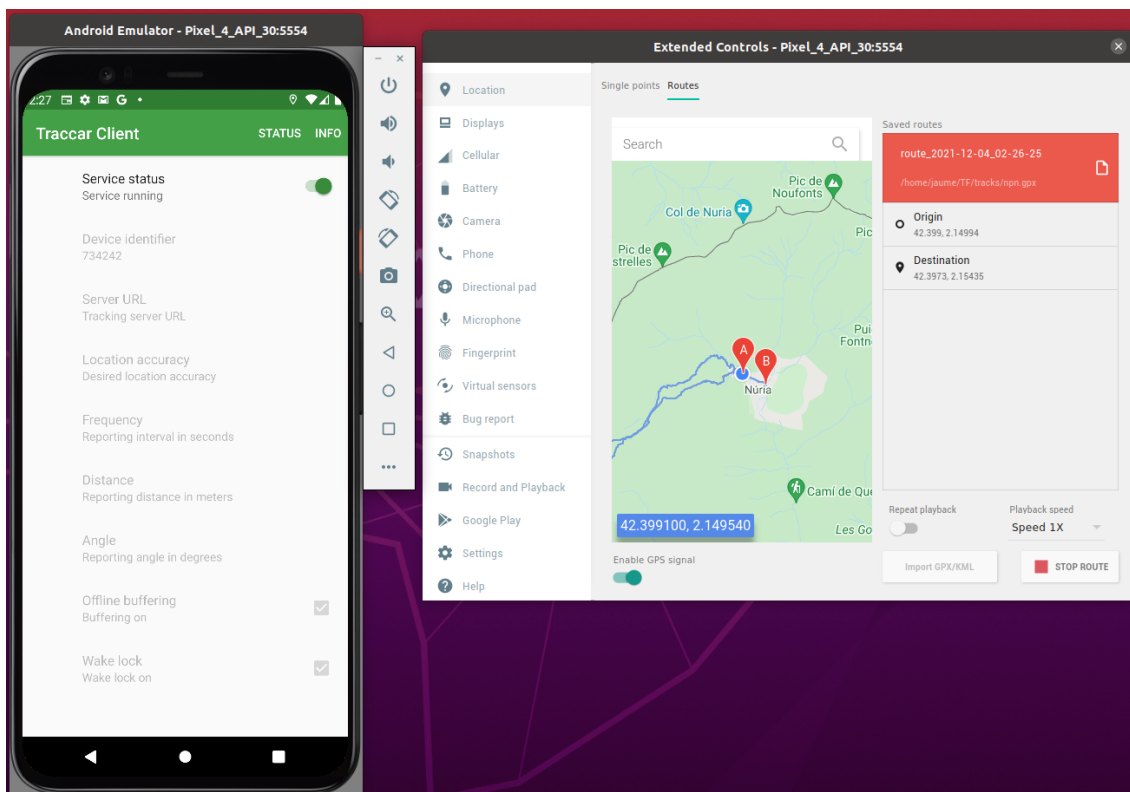 Android Emulator - Pixel_4_API_30:5554
2:27
Traccar Client
STATUS INFO
Service status
Service running
Device identifier
734242
Server URL
Tracking server URL
Location accuracy
Desired location accuracy
Frequency
Reporting interval in seconds
Distance
Reporting distance in meters
Angle
Reporting angle in degrees
Offline buffering
Buffering on
Wake lock
Wake lock on
Extended Controls - Pixel_4_API_30:5554
Location
Displays
Cellular
Battery
Camera
Phone
Directional pad
Microphone
Fingerprint
Virtual sensors
Bug report
Snapshots
Record and Playback
Google Play
Settings
Help
Single points Routes
Search
Pic de
Noufonts
Col de Nuria
Pic
Pic de
strelles
Pui
Fontn
A
B
Núria
Camí de Que
Les Go
42.399100, 2.149540
Enable GPS signal
Saved routes
route_2021-12-04_02-26-25
/home/jaume/TF/tracks/npn.gpx
Origin
42.399, 2.14994
Destination
42.3973, 2.15435
Repeat playback
Playback speed
Speed 1X
Import GPX/KML
STOP ROUTE